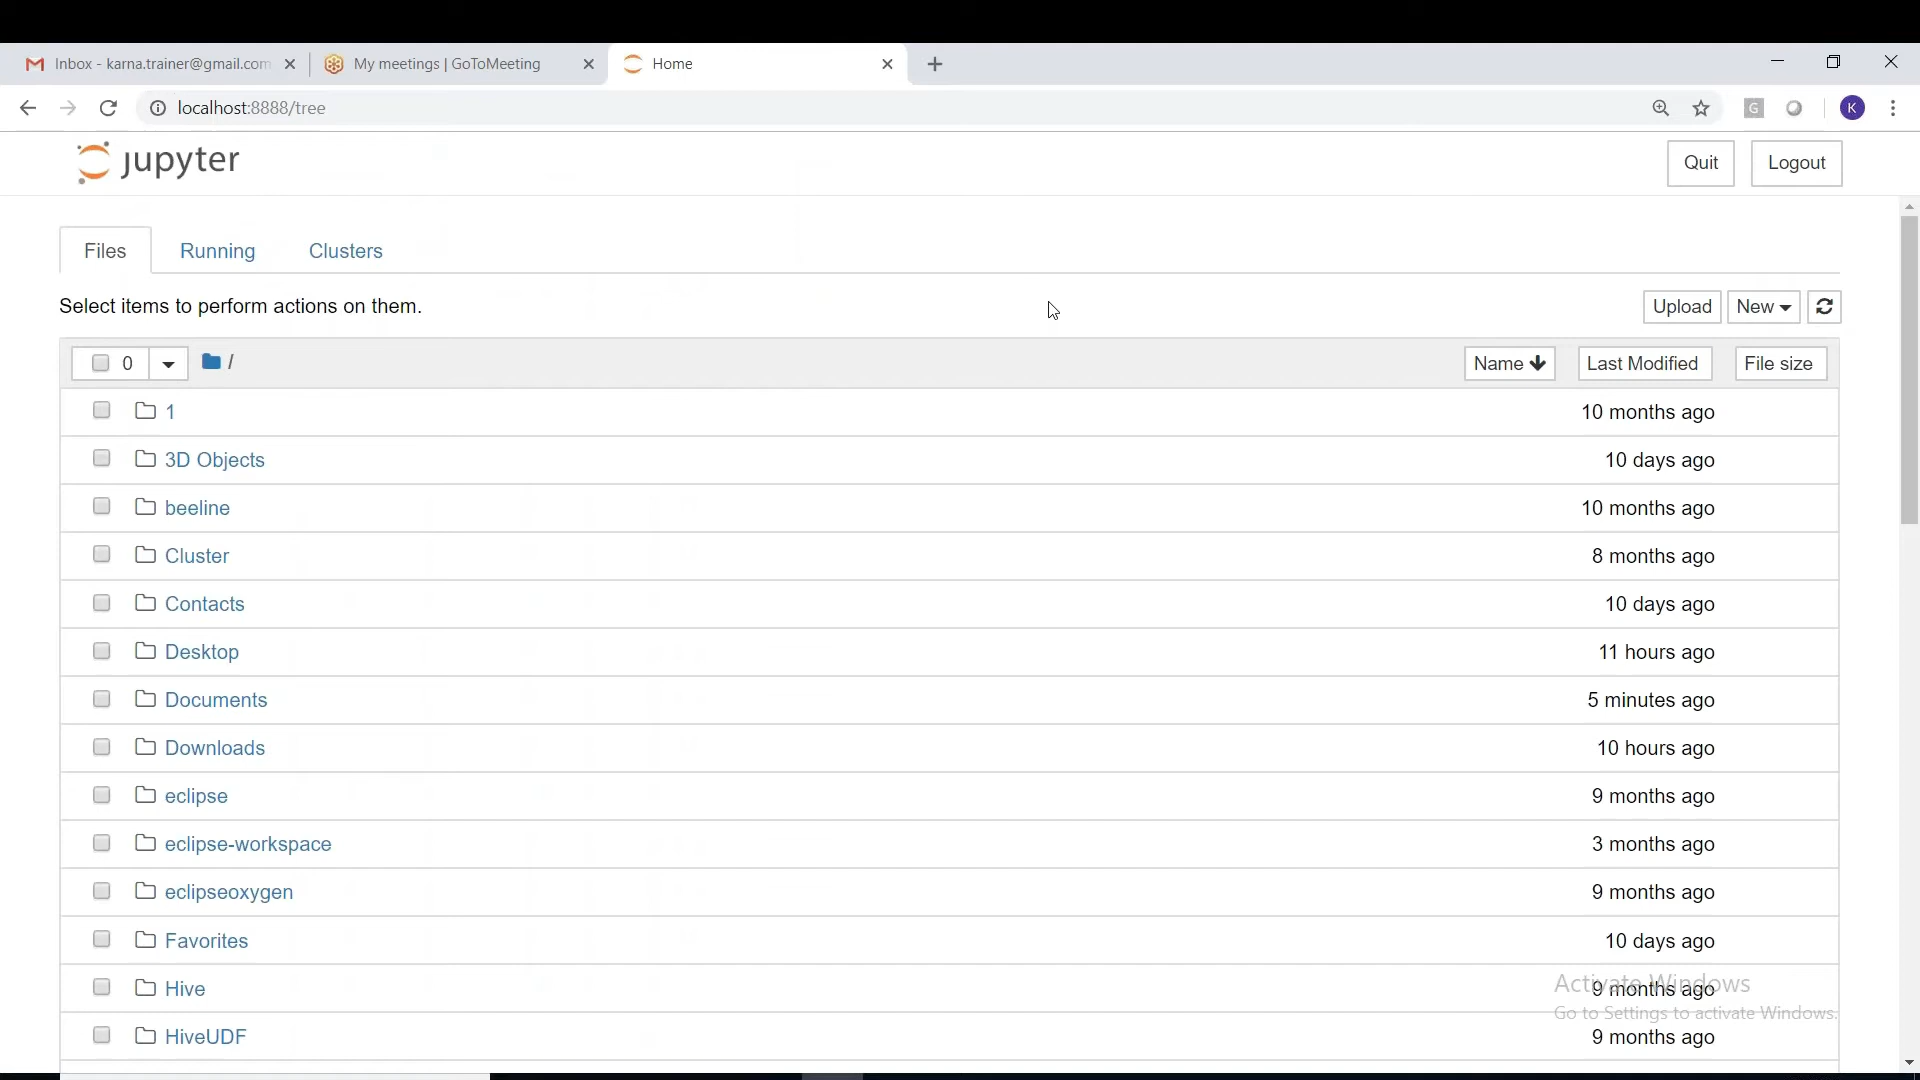 Inbox - karna.trainer@gmail.com
My meetings | GoToMeeting
Home
localhost:8888/tree
G
K
jupyter
Quit
Logout
Files
Running
Clusters
Select items to perform actions on them.
Upload
New
0
/
Name
Last Modified
File size
1 10 months ago
3D Objects 10 days ago
beeline 10 months ago
Cluster 8 months ago
Contacts 10 days ago
Desktop 11 hours ago
Documents 5 minutes ago
Downloads 10 hours ago
eclipse 9 months ago
eclipse-workspace 3 months ago
eclipseoxygen 9 months ago
Favorites 10 days ago
Hive 9 months ago
Activate Windows
Go to Settings to activate Windows.
HiveUDF 9 months ago